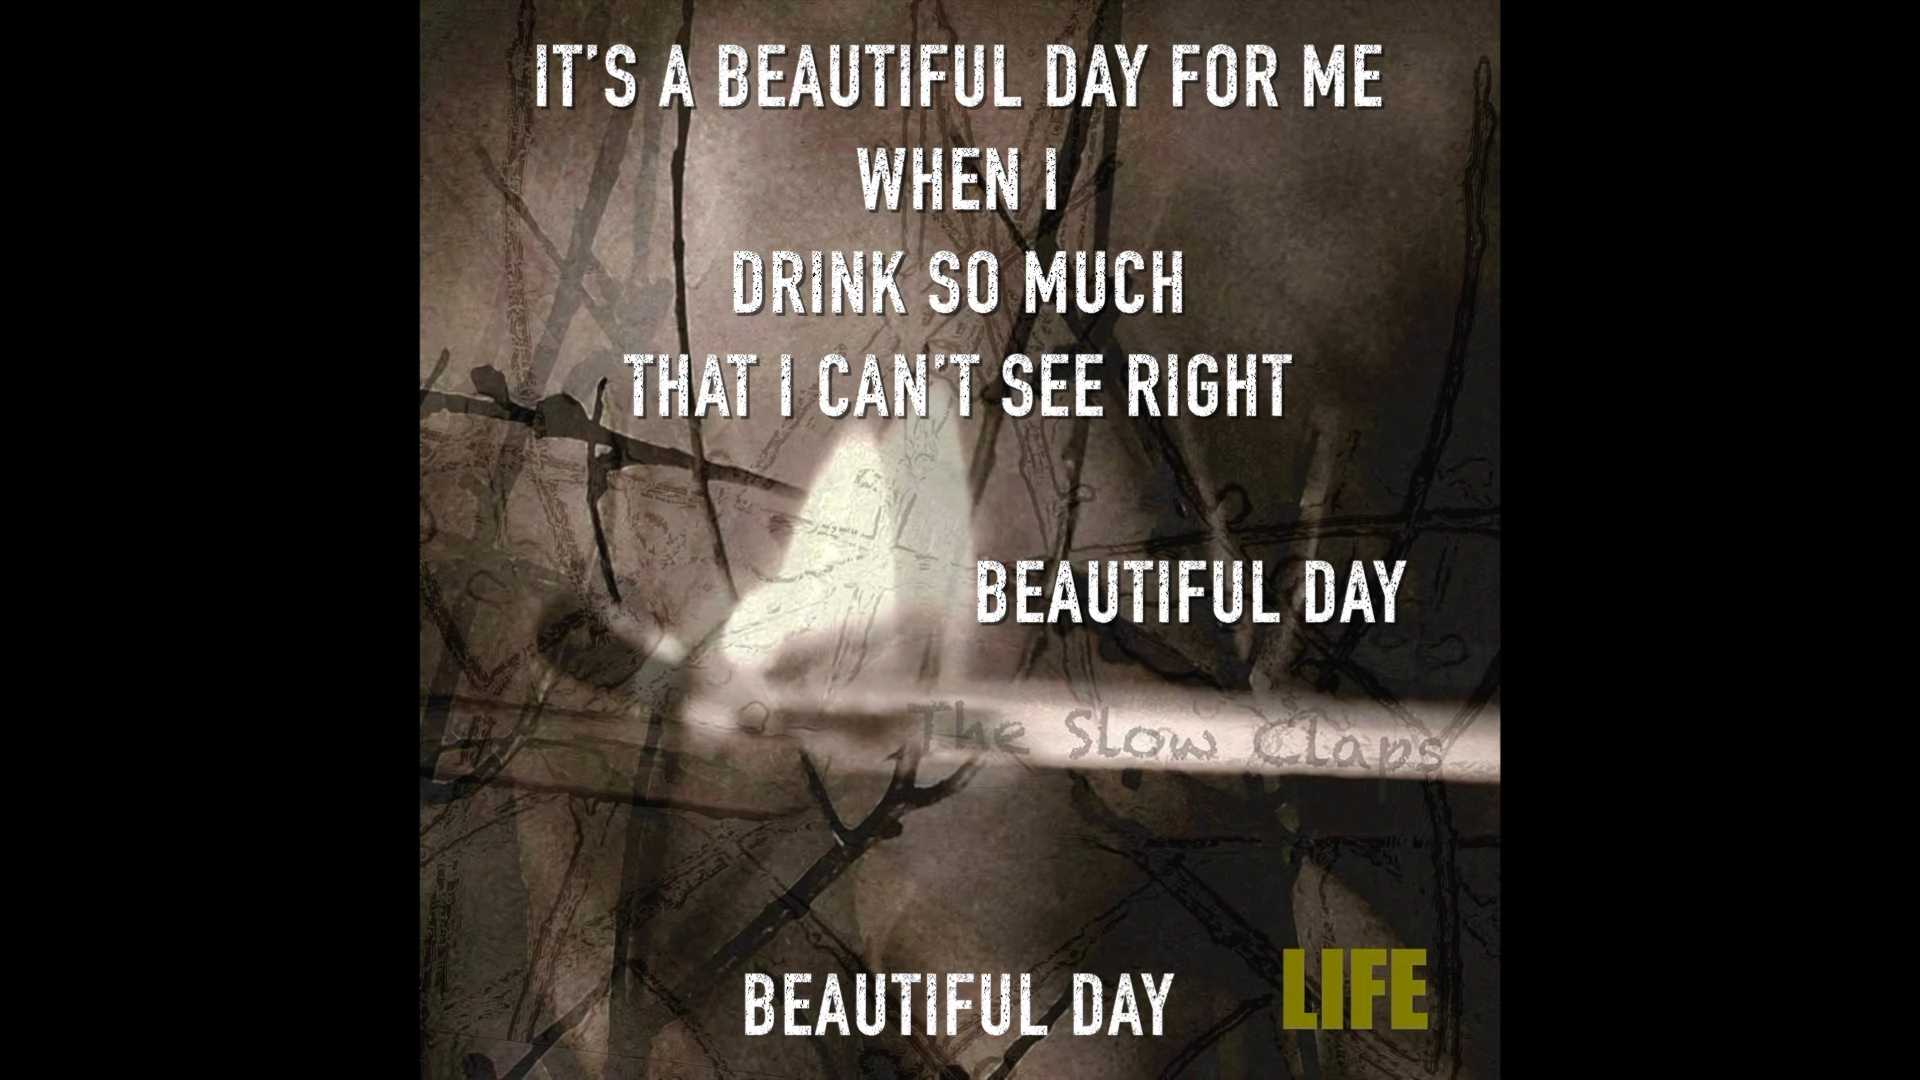 IT'S A BEAUTIFUL DAY FOR ME
WHEN I
DRINK SO MUCH
THAT I CAN'T SEE RIGHT
BEAUTIFUL DAY
The Slow Claps
BEAUTIFUL DAY
LIFE